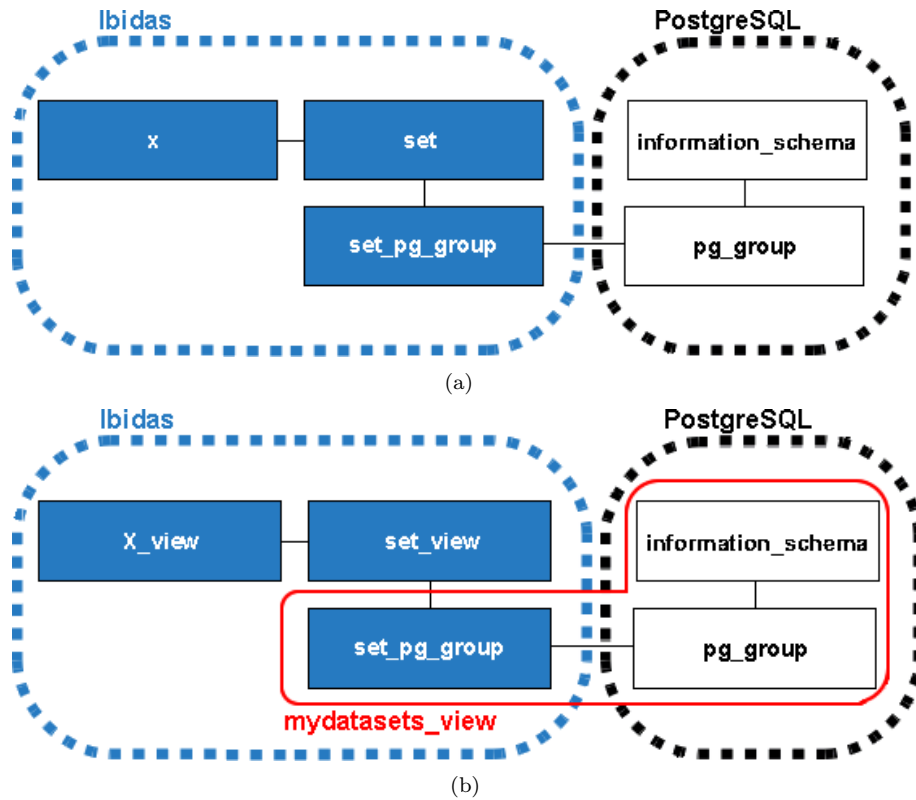 Ibidas PostgreSQL
x set information_schema
set_pg_group pg_group
(a)
Ibidas PostgreSQL
X_view set_view information_schema
set_pg_group pg_group
mydatasets_view
(b)